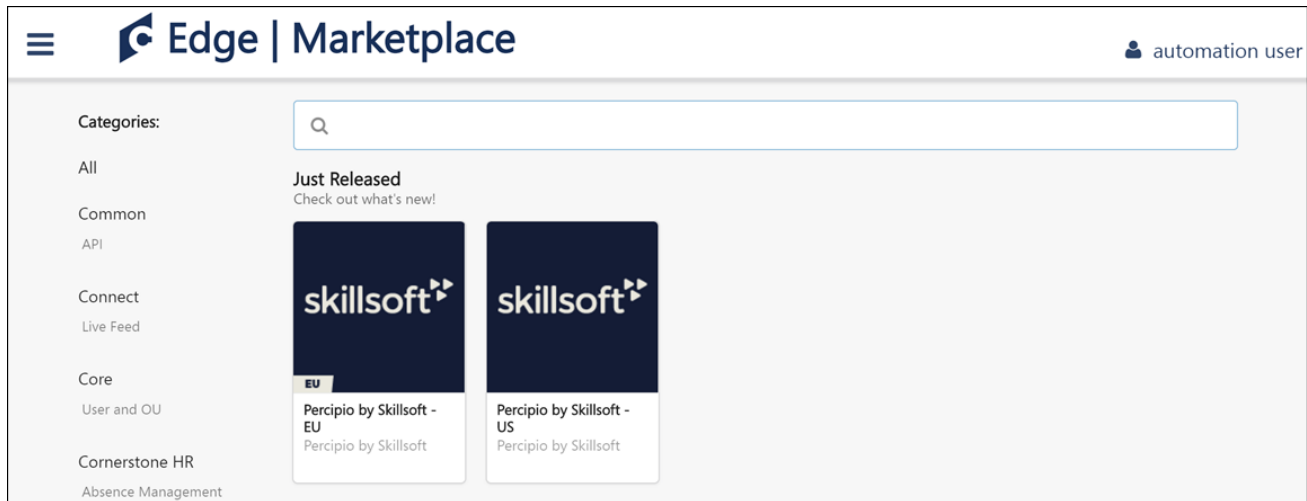 Edge | Marketplace
automation user
Categories:
All
Common
API
Connect
Live Feed
Core
User and OU
Cornerstone HR
Absence Management
Just Released
Check out what's new!
skillsoft
EU
Percipio by Skillsoft -
EU
Percipio by Skillsoft
skillsoft
Percipio by Skillsoft -
US
Percipio by Skillsoft